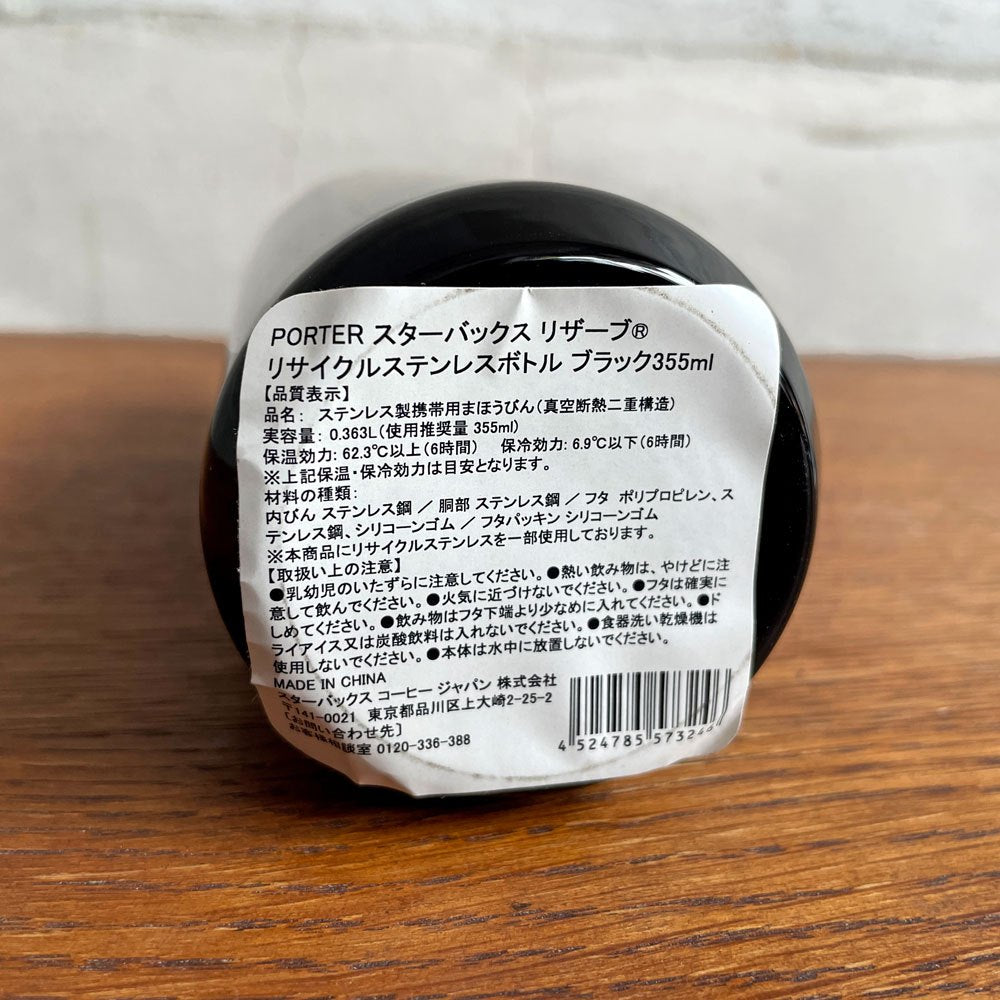 PORTER スターバックス リザーブ®
リサイクルステンレスボトル ブラック355ml
【品質表示】
品名： ステンレス製携帯用まほうびん（真空断熱二重構造）
実容量： 0.363L（使用推奨量 355ml）
保温効力： 62.3℃以上（6時間） 保冷効力： 6.9℃以下（6時間）
※上記保温・保冷効力は目安となります。
材料の種類：
内びん ステンレス鋼 ／ 胴部 ステンレス鋼 ／ フタ ポリプロピレン、ス
テンレス鋼、シリコーンゴム ／ フタパッキン シリコーンゴム
※本商品にリサイクルステンレスを一部使用しております。
【取扱い上の注意】
●乳幼児のいたずらに注意してください。●熱い飲み物は、やけどに注
意して飲んでください。●火気に近づけないでください。●フタは確実に
しめてください。●飲み物はフタ下端より少なめに入れてください。●ド
ライアイス又は炭酸飲料は入れないでください。●食器洗い乾燥機は
使用しないでください。●本体は水中に放置しないでください。
MADE IN CHINA
スターバックス コーヒー ジャパン 株式会社
〒141-0021 東京都品川区上大崎2-25-2
［お問い合わせ先］
お客様相談室 0120-336-388
4 524785 573248